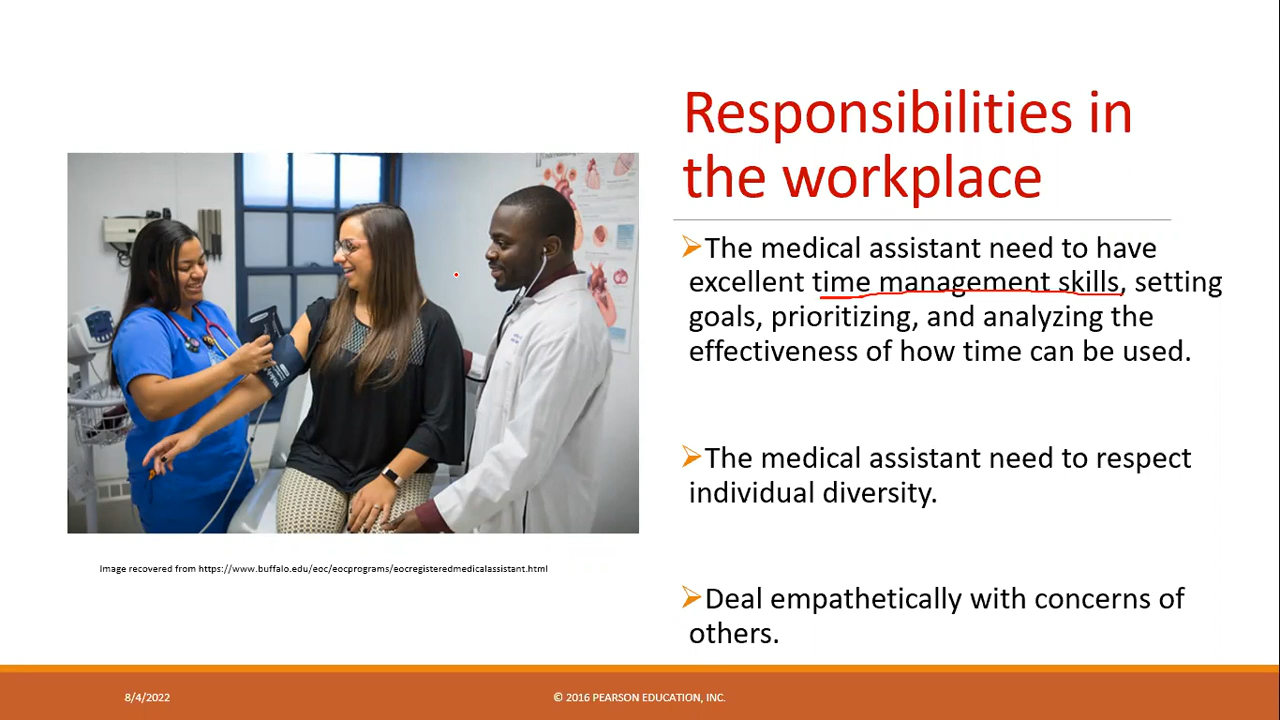 Responsibilities in
the workplace
➢The medical assistant need to have
excellent time management skills, setting
goals, prioritizing, and analyzing the
effectiveness of how time can be used.
➢The medical assistant need to respect
individual diversity.
➢Deal empathetically with concerns of
others.
Image recovered from https://www.buffalo.edu/eoc/eocprograms/eocregisteredmedicalassistant.html
8/4/2022
© 2016 PEARSON EDUCATION, INC.